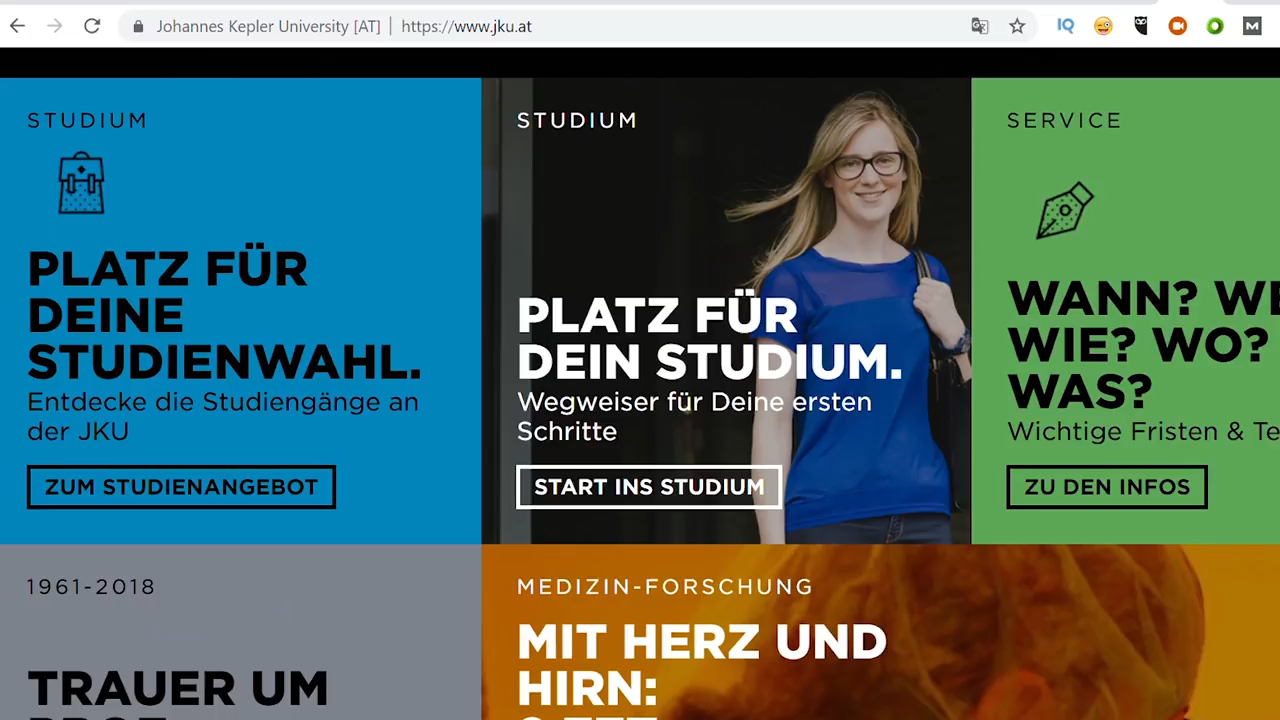 Johannes Kepler University [AT] | https://www.jku.at
IQ
M
STUDIUM
PLATZ FÜR
DEINE
STUDIENWAHL.
Entdecke die Studiengänge an
der JKU
ZUM STUDIENANGEBOT
STUDIUM
PLATZ FÜR
DEIN STUDIUM.
Wegweiser für Deine ersten
Schritte
START INS STUDIUM
SERVICE
WANN?
WIE? WO?
WAS?
Wichtige Fristen &
ZU DEN INFOS
1961-2018
TRAUER UM
MEDIZIN-FORSCHUNG
MIT HERZ UND
HIRN: